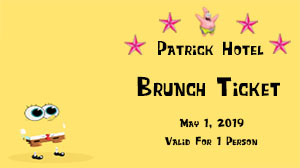 Patrick Hotel
Brunch Ticket
May 1, 2019
Valid For 1 Person